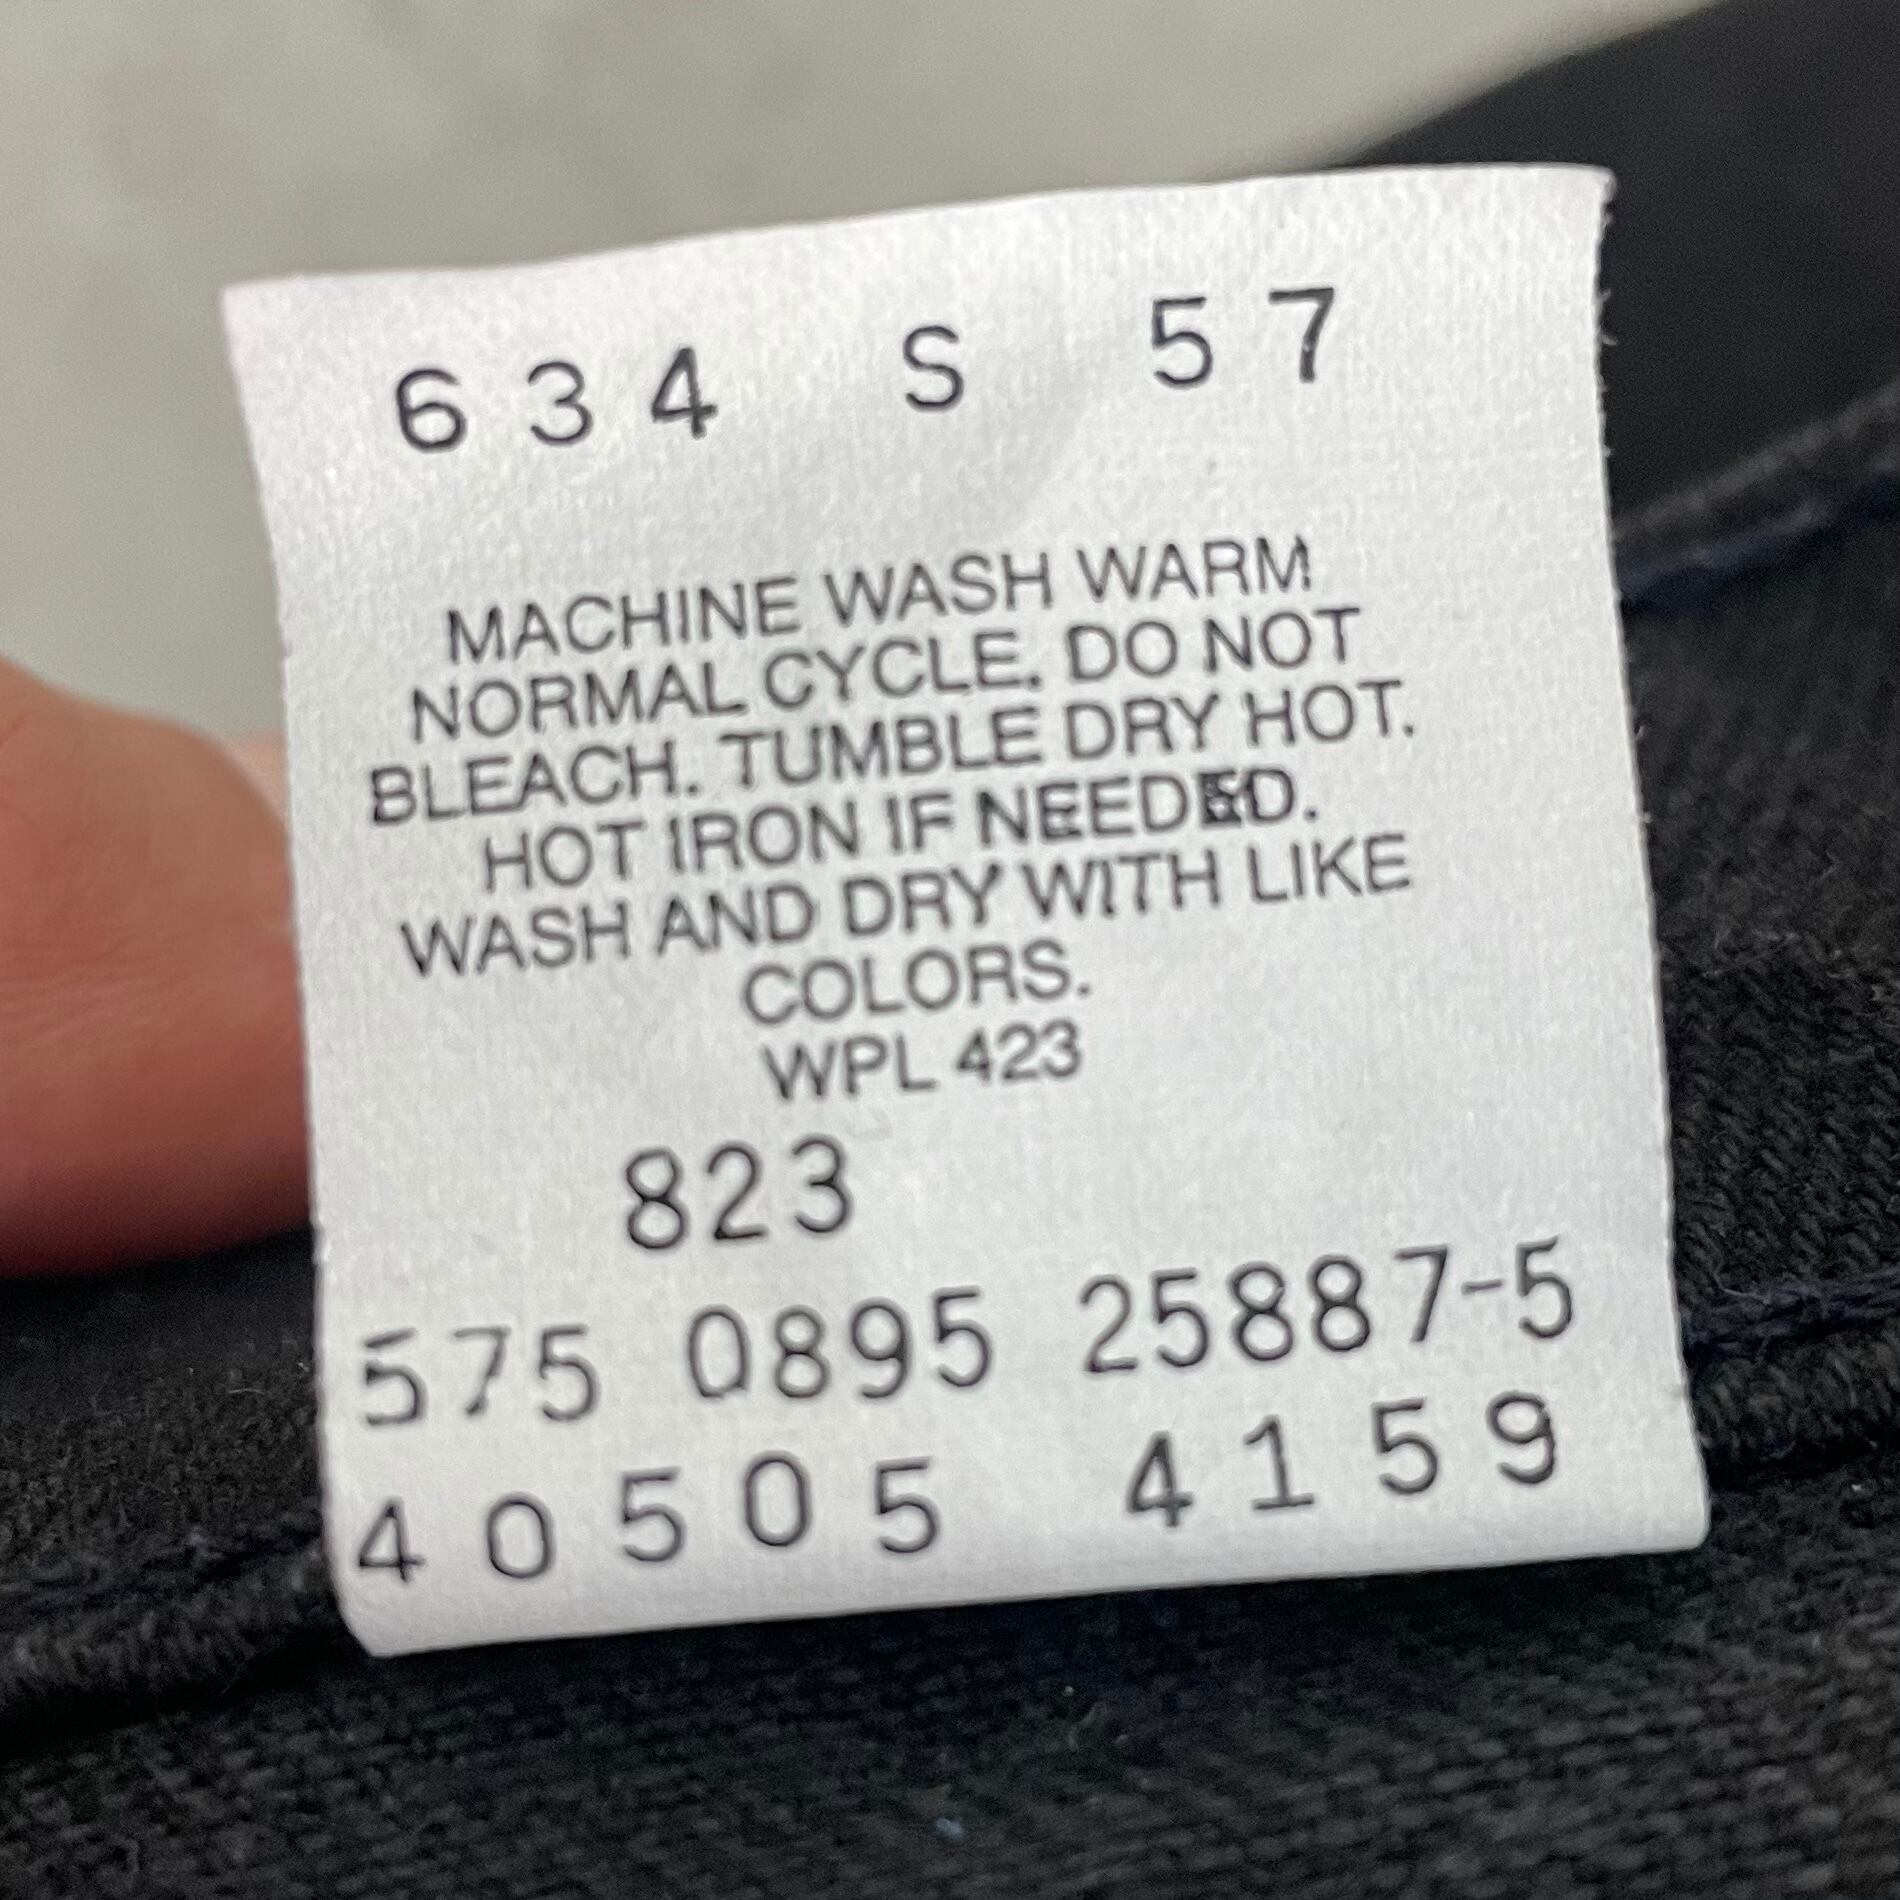 634 S 57
MACHINE WASH WARM
NORMAL CYCLE. DO NOT
BLEACH. TUMBLE DRY HOT.
HOT IRON IF NEEDED.
WASH AND DRY WITH LIKE
COLORS.
WPL 423
823
575 0895 25887-5
40505 4159